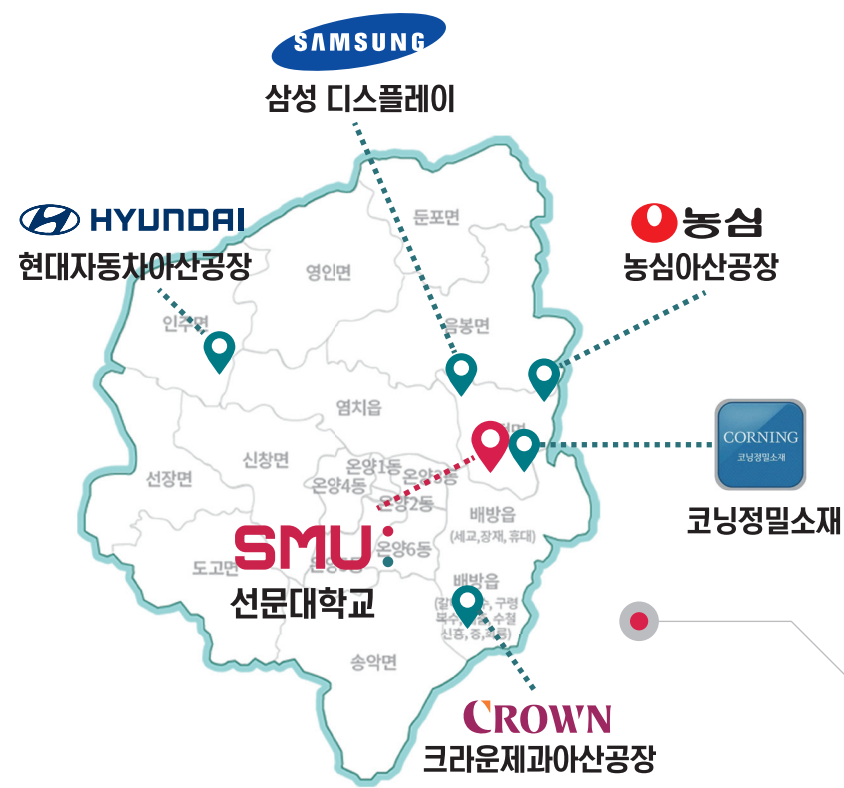 SAMSUNG
삼성 디스플레이
HYUNDAI
현대자동차아산공장
농심
농심아산공장
둔포면
영인면
인주면
음봉면
염치읍
CORNING
코닝정밀소재
코닝정밀소재
선장면
신창면
온양1동
온양3동
온양4동
온양2동
배방읍
(세교,장재,휴대)
SMU:
선문대학교
온양6동
도고면
배방읍
구령
수철
송악면
CROWN
크라운제과아산공장